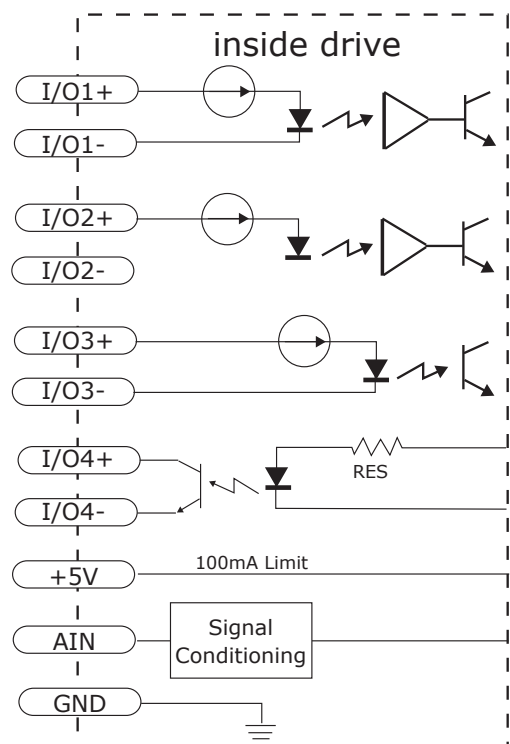 inside drive
I/O1+
I/O1-
I/O2+
I/O2-
I/O3+
I/O3-
I/O4+
RES
I/O4-
100mA Limit
+5V
Signal
AIN
Conditioning
GND